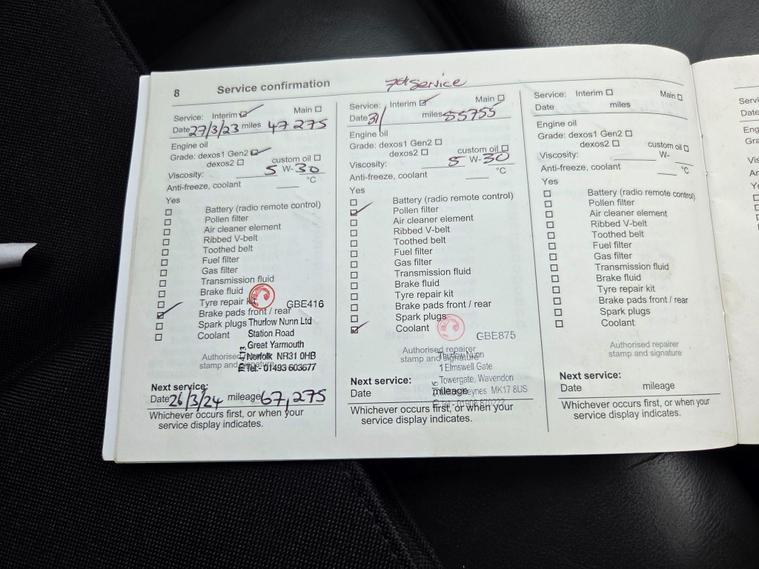 8 Service confirmation
Service: Interim Main
Date 27/3/23 miles 47 275
Engine oil
Grade: dexos1 Gen2
dexos2 custom oil
Viscosity: 5 W-30
Anti-freeze, coolant °C
Yes
Battery (radio remote control)
Pollen filter
Air cleaner element
Ribbed V-belt
Toothed belt
Fuel filter
Gas filter
Transmission fluid
Brake fluid
Tyre repair kit
GBE416
Brake pads front / rear
Spark plugs
Coolant
Thurlow Nunn Ltd
Station Road
Great Yarmouth
Norfolk NR31 0HB
Tel: 01493 603677
Authorised
stamp and
Next service:
Date 26/3/24 mileage 67,275
Whichever occurs first, or when your
service display indicates.
7th Service
Service: Interim Main
Date 31/ miles 55755
Engine oil
Grade: dexos1 Gen2
dexos2 custom oil
Viscosity: 5 W-30
Anti-freeze, coolant °C
Yes
Battery (radio remote control)
Pollen filter
Air cleaner element
Ribbed V-belt
Toothed belt
Fuel filter
Gas filter
Transmission fluid
Brake fluid
Tyre repair kit
Brake pads front / rear
Spark plugs
Coolant
GBE875
Authorised repairer
stamp and signature
Thurlow Nunn
1 Elmswell Gate
Towergate, Wavendon
Keynes MK17 8US
Next service:
Date mileage
Whichever occurs first, or when your
service display indicates.
Service: Interim Main
Date miles
Engine oil
Grade: dexos1 Gen2
dexos2 custom oil
Viscosity: W-
Anti-freeze, coolant °C
Yes
Battery (radio remote control)
Pollen filter
Air cleaner element
Ribbed V-belt
Toothed belt
Fuel filter
Gas filter
Transmission fluid
Brake fluid
Tyre repair kit
Brake pads front / rear
Spark plugs
Coolant
Authorised repairer
stamp and signature
Next service:
Date mileage
Whichever occurs first, or when your
service display indicates.